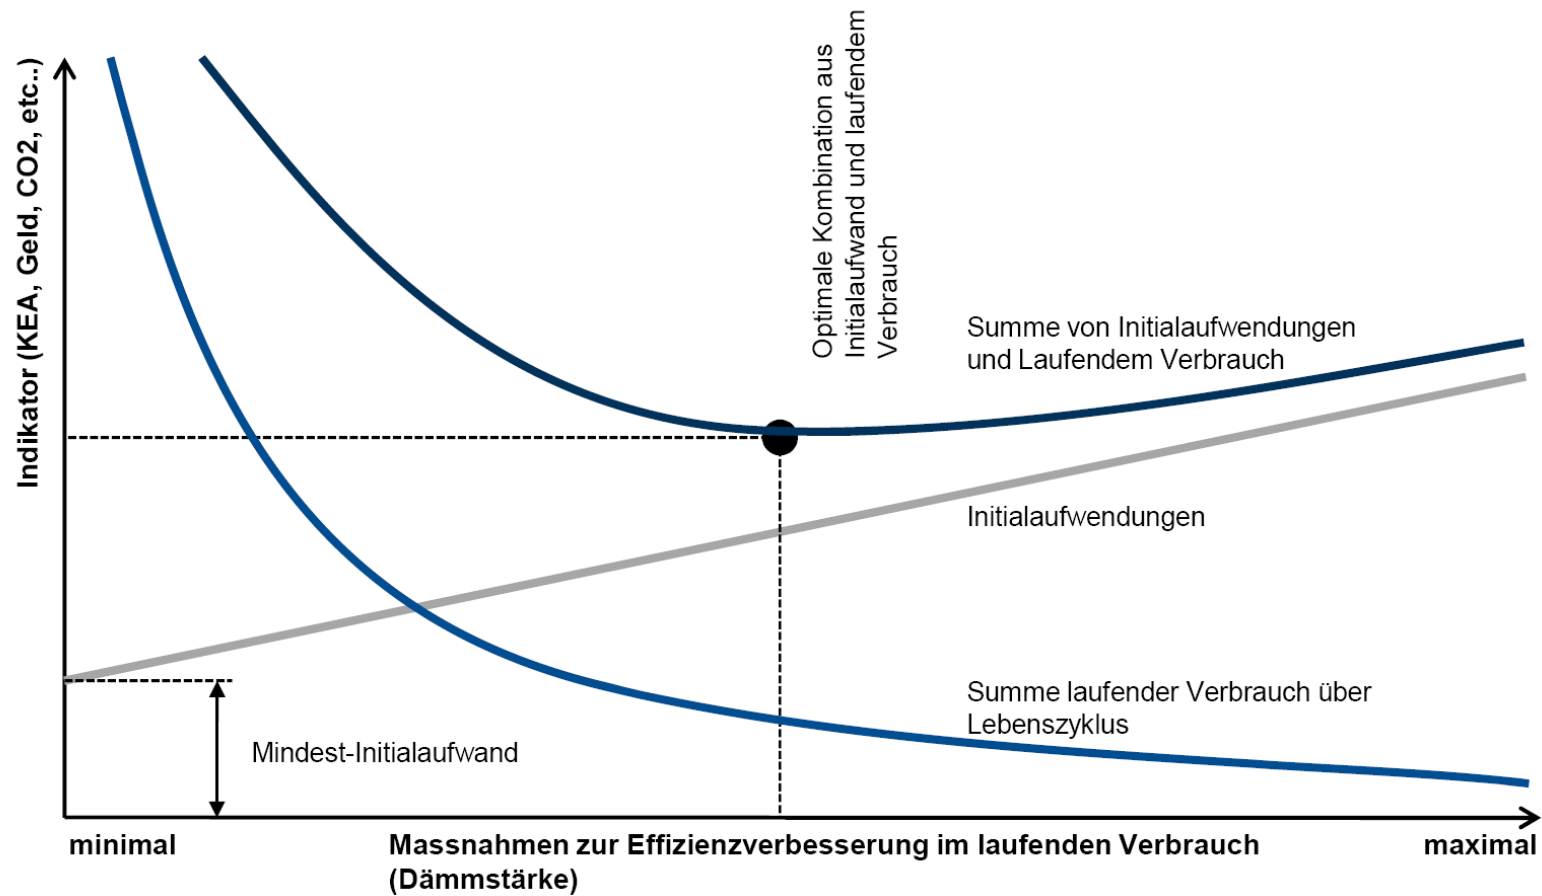 Indikator (KEA, Geld, CO2, etc..)
Optimale Kombination aus
Initialaufwand und laufendem
Verbrauch
Summe von Initialaufwendungen
und Laufendem Verbrauch
Initialaufwendungen
Summe laufender Verbrauch über
Lebenszyklus
Mindest-Initialaufwand
minimal
Massnahmen zur Effizienzverbesserung im laufenden Verbrauch
(Dämmstärke)
maximal